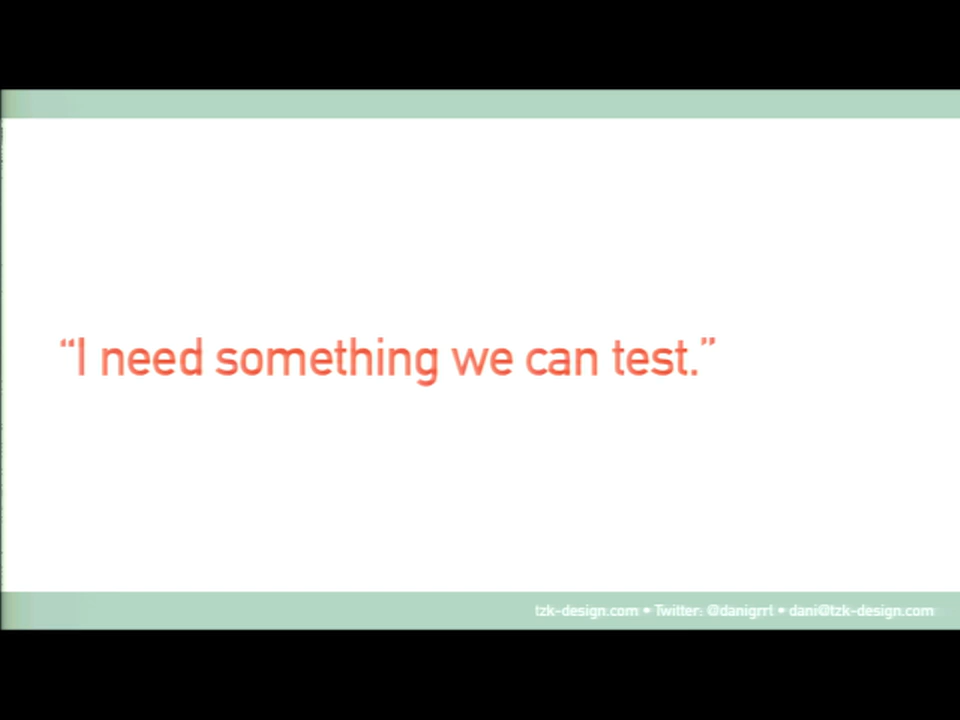 “I need something we can test.”
tzk-design.com • Twitter: @danigrrl • dani@tzk-design.com